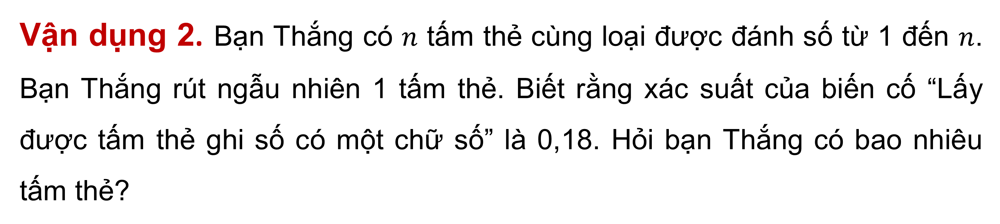 Vận dụng 2. Bạn Thắng có n tấm thẻ cùng loại được đánh số từ 1 đến n.
Bạn Thắng rút ngẫu nhiên 1 tấm thẻ. Biết rằng xác suất của biến cố “Lấy
được tấm thẻ ghi số có một chữ số” là 0,18. Hỏi bạn Thắng có bao nhiêu
tấm thẻ?